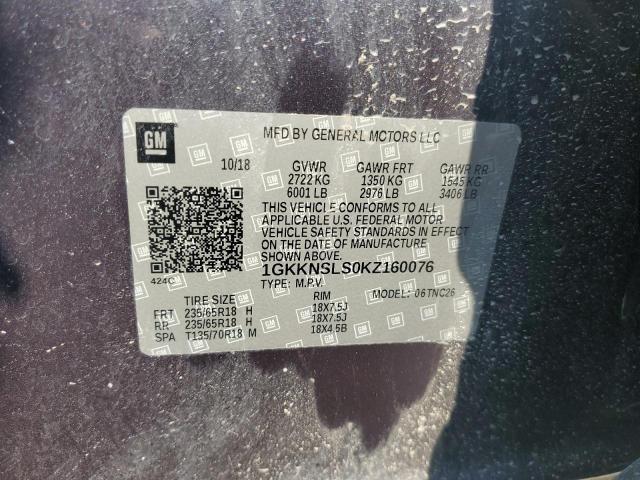 GM
MFD BY GENERAL MOTORS LLC
10/18 GVWR GAWR FRT GAWR RR
2722 KG 1350 KG 1545 KG
6001 LB 2976 LB 3406 LB
THIS VEHICLE CONFORMS TO ALL
APPLICABLE U.S. FEDERAL MOTOR
VEHICLE SAFETY STANDARDS IN EFFECT
ON THE DATE OF MANUFACTURE SHOWN
ABOVE.
424C 1GKKNSLS0KZ160076
TYPE: M.P.V. MODEL: 06TNC26
TIRE SIZE RIM
FRT 235/65R18 H 18X7.5J
RR 235/65R18 H 18X7.5J
SPA T135/70R18 M 18X4.5B